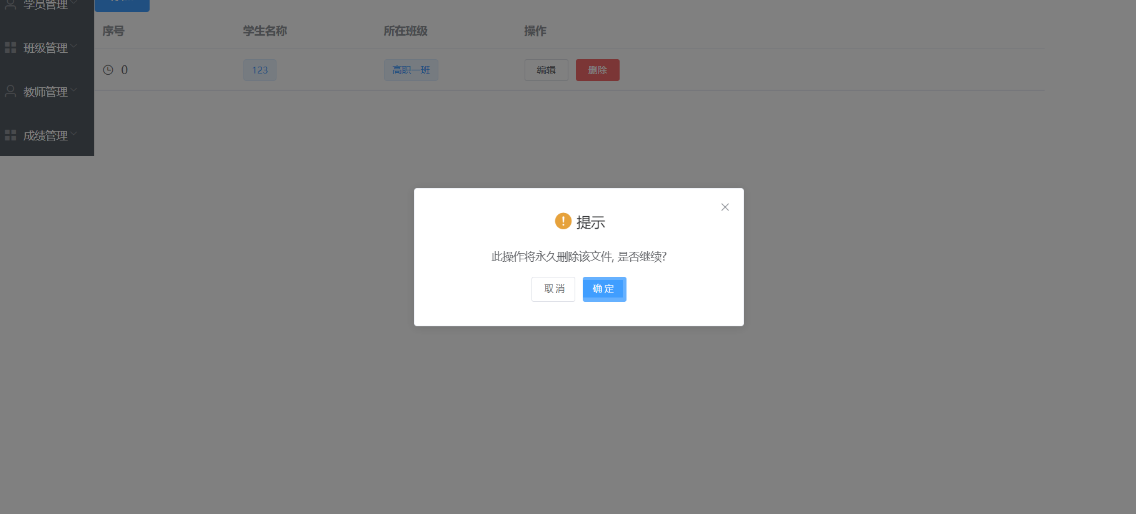 学员管理
序号 学生名称 所在班级 操作
班级管理
0 123 高职一班 编辑 删除
教师管理
成绩管理
提示
此操作将永久删除该文件, 是否继续?
取消 确定